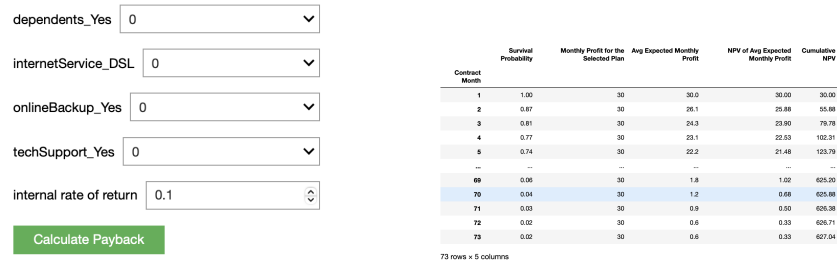 dependents_Yes 0
internetService_DSL 0
onlineBackup_Yes 0
techSupport_Yes 0
internal rate of return 0.1
Calculate Payback
Survival Probability Monthly Profit for the Selected Plan Avg Expected Monthly Profit NPV of Avg Expected Monthly Profit Cumulative NPV
Contract Month
1 1.00 30 30.0 30.00 30.00
2 0.87 30 26.1 25.88 55.88
3 0.81 30 24.3 23.90 79.78
4 0.77 30 23.1 22.53 102.31
5 0.74 30 22.2 21.48 123.79
... ... ... ... ... ...
69 0.06 30 1.8 1.02 625.20
70 0.04 30 1.2 0.68 625.88
71 0.03 30 0.9 0.50 626.38
72 0.02 30 0.6 0.33 626.71
73 0.02 30 0.6 0.33 627.04
73 rows × 5 columns